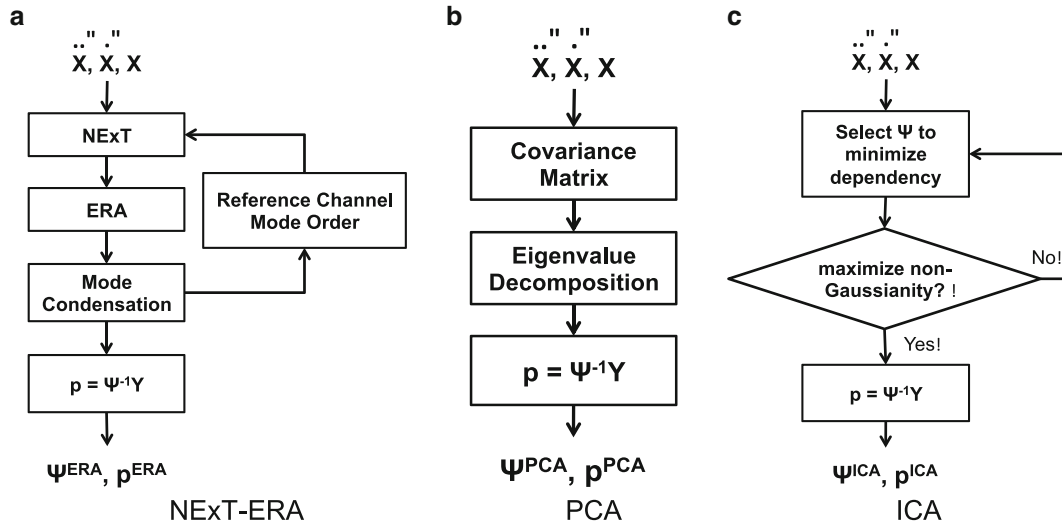 a
.." ."
X, X, X
NExT
ERA
Mode
Condensation
Reference Channel
Mode Order
p = Ψ⁻¹Y
Ψᴱᴿᴬ, pᴱᴿᴬ
NExT-ERA
b
.." ."
X, X, X
Covariance
Matrix
Eigenvalue
Decomposition
p = Ψ⁻¹Y
Ψᴾᶜᴬ, pᴾᶜᴬ
PCA
c
.." ."
X, X, X
Select Ψ to
minimize
dependency
maximize non-
Gaussianity? !
No!
Yes!
p = Ψ⁻¹Y
Ψᴵᶜᴬ, pᴵᶜᴬ
ICA